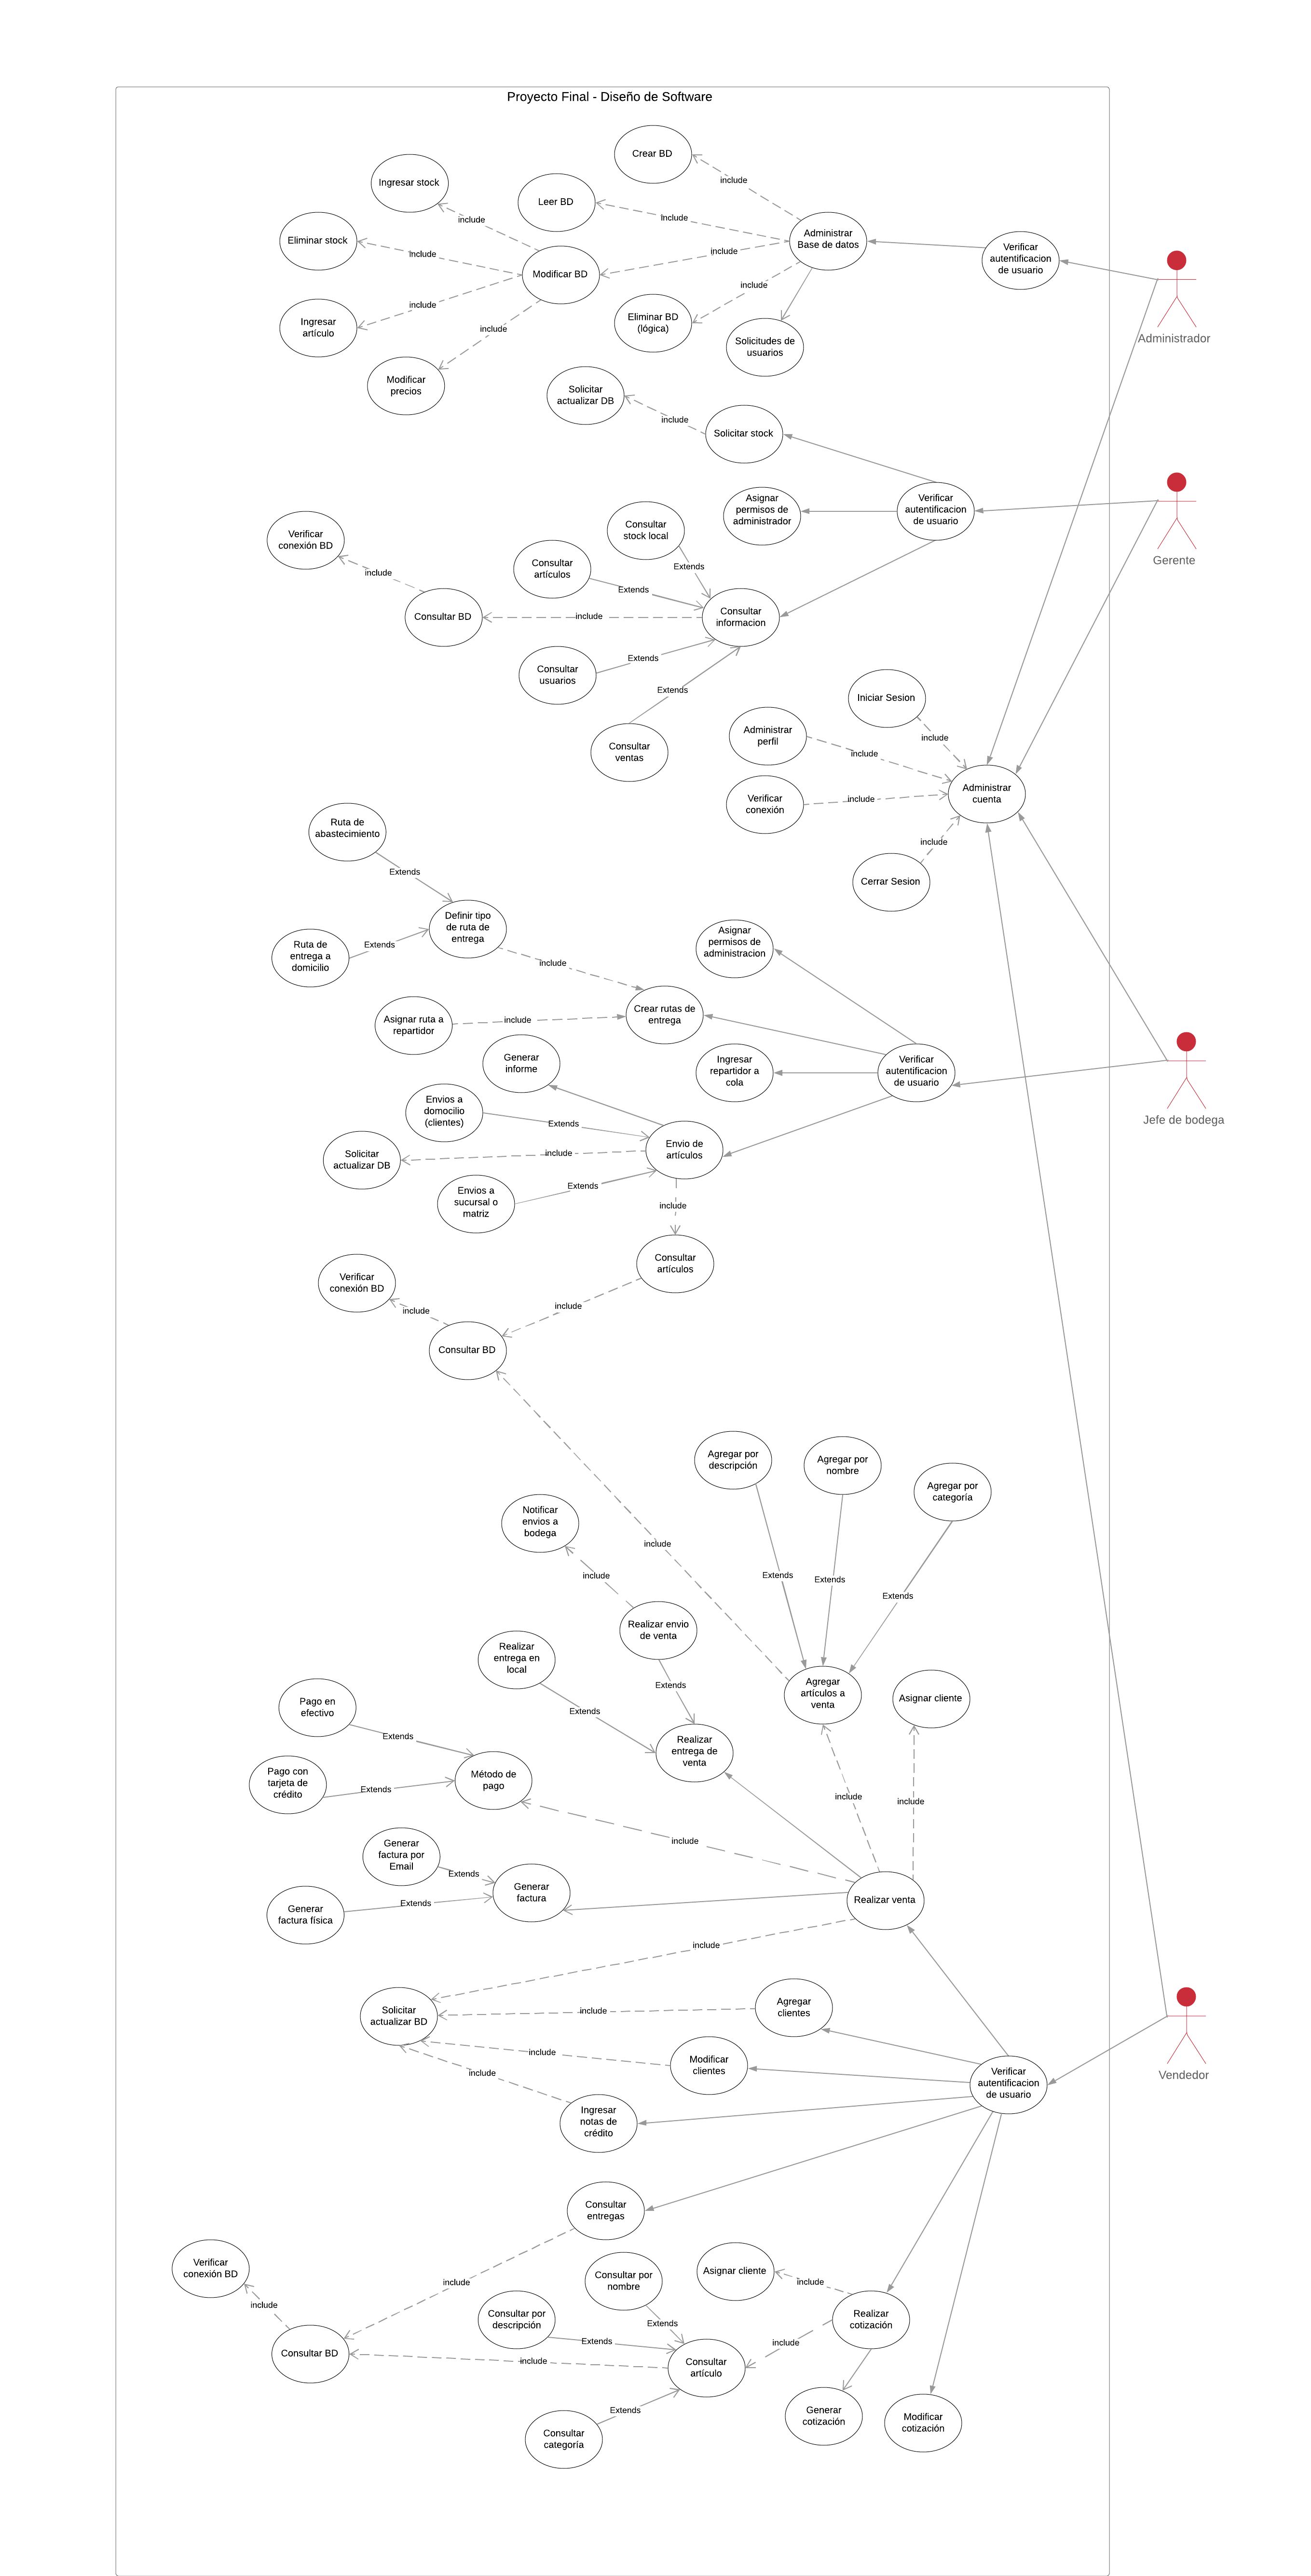 Proyecto Final - Diseño de Software
Crear BD
include
Ingresar stock
Leer BD
include
include
Eliminar stock
include
include
Modificar BD
Administrar
Base de datos
Verificar
autentificacion
de usuario
Administrador
include
include
Ingresar
artículo
include
Eliminar BD
(lógica)
Solicitudes de
usuarios
Modificar
precios
Solicitar
actualizar DB
include
Solicitar stock
Asignar
permisos de
administrador
Verificar
autentificacion
de usuario
Gerente
Consultar
stock local
Extends
Verificar
conexión BD
include
Consultar
artículos
Extends
Consultar BD
include
Consultar
informacion
Consultar
usuarios
Extends
Extends
Consultar
ventas
Iniciar Sesion
include
Administrar
perfil
include
Verificar
conexión
include
Administrar
cuenta
include
Cerrar Sesion
Ruta de
abastecimiento
Extends
Definir tipo
de ruta de
entrega
Ruta de
entrega a
domicilio
Extends
include
Asignar
permisos de
administracion
Asignar ruta a
repartidor
include
Crear rutas de
entrega
Generar
informe
Ingresar
repartidor a
cola
Verificar
autentificacion
de usuario
Jefe de bodega
Envios a
domocilio
(clientes)
Extends
Solicitar
actualizar DB
include
Envio de
artículos
Envios a
sucursal o
matriz
Extends
include
Consultar
artículos
Verificar
conexión BD
include
include
Consultar BD
Agregar por
descripción
Agregar por
nombre
Agregar por
categoría
Notificar
envios a
bodega
include
include
Extends
Extends
Extends
Realizar envio
de venta
Realizar
entrega en
local
Extends
Extends
Agregar
artículos a
venta
Asignar cliente
Pago en
efectivo
Extends
Realizar
entrega de
venta
Pago con
tarjeta de
crédito
Extends
Método de
pago
include
include
include
Generar
factura por
Email
Extends
Generar
factura
Generar
factura física
Extends
Realizar venta
include
Solicitar
actualizar BD
include
Agregar
clientes
include
Modificar
clientes
include
Ingresar
notas de
crédito
Verificar
autentificacion
de usuario
Vendedor
Consultar
entregas
Verificar
conexión BD
include
include
Consultar por
nombre
Extends
Asignar cliente
include
Consultar por
descripción
Extends
Realizar
cotización
include
Consultar BD
include
Consultar
artículo
Extends
Consultar
categoría
Generar
cotización
Modificar
cotización